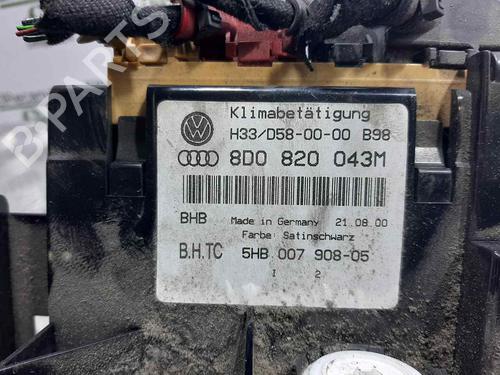 Klimabetätigung
H33/D58-00-00 B98
8D0 820 043M
BHB Made in Germany 21.08.00
Farbe: Satinschwarz
B.H.TC 5HB 007 908-05
1 2
B-PARTS